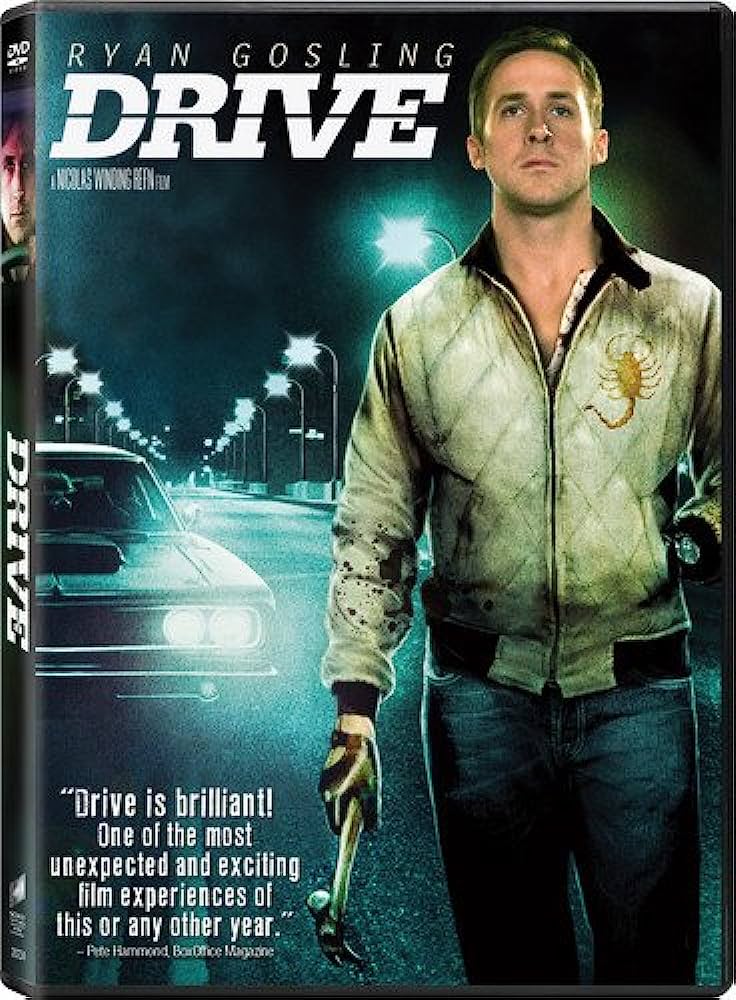 DVD
RYAN GOSLING
DRIVE
A NICOLAS WINDING REFN FILM
DRIVE
“Drive is brilliant!
One of the most
unexpected and exciting
film experiences of
this or any other year.”
– Pete Hammond, BoxOffice Magazine